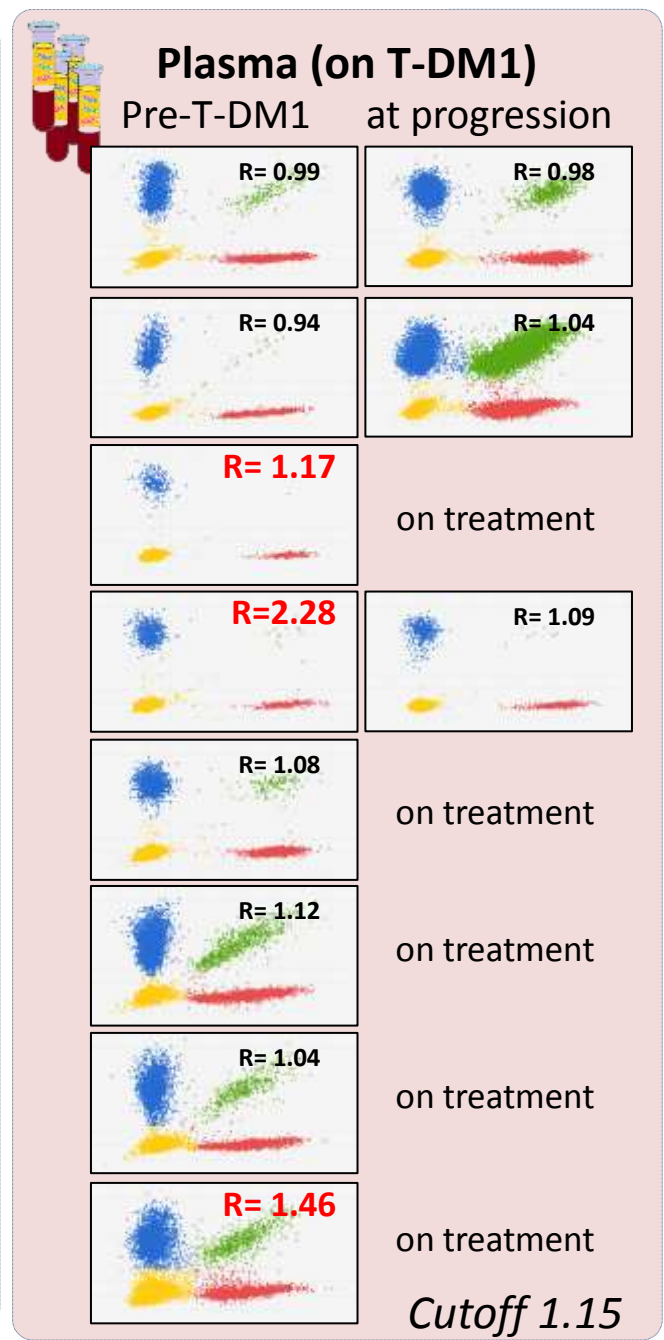 Plasma (on T-DM1)
Pre-T-DM1 at progression
R= 0.99 R= 0.98
R= 0.94 R= 1.04
R= 1.17 on treatment
R=2.28 R= 1.09
R= 1.08 on treatment
R= 1.12 on treatment
R= 1.04 on treatment
R= 1.46 on treatment
Cutoff 1.15